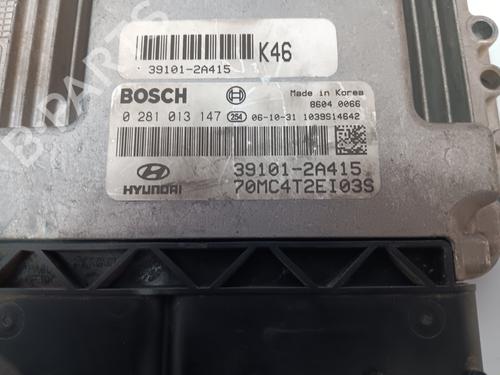 K46
39101-2A415
BOSCH
Made in Korea
8604 0066
0 281 013 147 254 06-10-31 1039S14642
HYUNDAI
39101-2A415
70MC4T2EI03S
B-PARTS